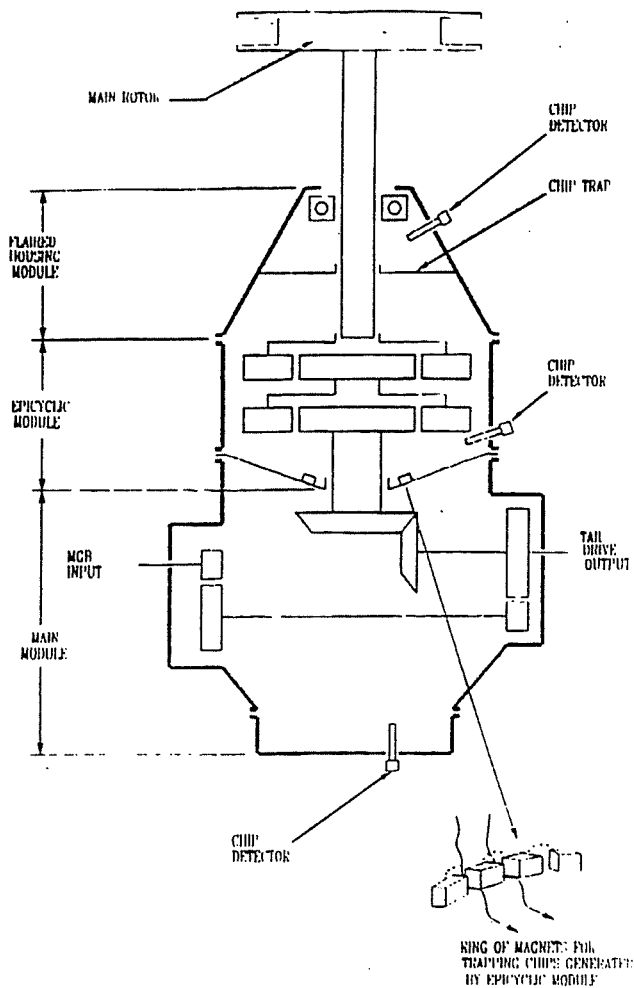 MAIN ROTOR
CHIP
DETECTOR
CHIP TRAP
FLAIRED
HOUSING
MODULE
EPICYCLIC
MODULE
CHIP
DETECTOR
MGB
INPUT
TAIL
DRIVE
OUTPUT
MAIN
MODULE
CHIP
DETECTOR
RING OF MAGNETS FOR
TRAPPING CHIPS GENERATED
BY EPICYCLIC MODULE